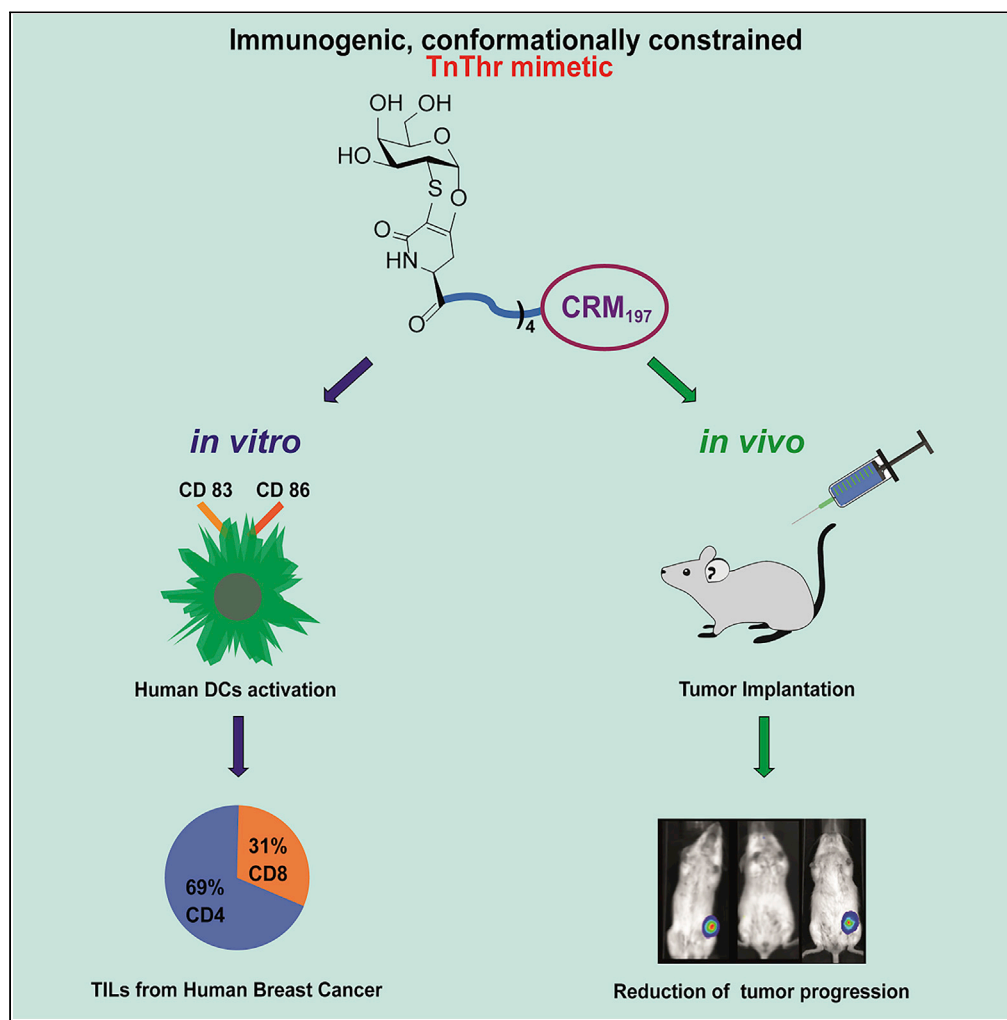 Immunogenic, conformationally constrained
TnThr mimetic
OH
OH
O
HO
S
O
O
HN
O
)4
CRM197
in vitro
in vivo
CD 83
CD 86
Human DCs activation
Tumor Implantation
31%
CD8
69%
CD4
TILs from Human Breast Cancer
Reduction of tumor progression